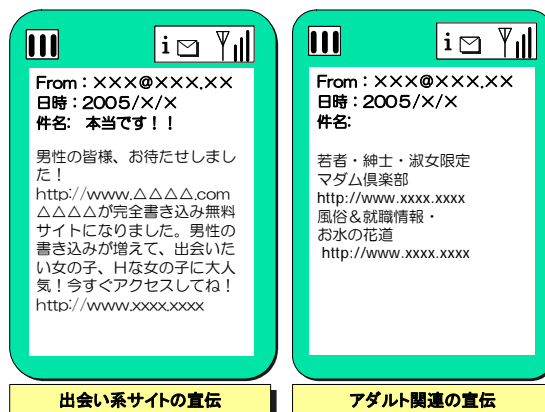 i
From：×××@×××.××
日時：2005/×/×
件名: 本当です！！
男性の皆様、お待たせしまし
た！
http://www.△△△△.com
△△△△が完全書き込み無料
サイトになりました。男性の
書き込みが増えて、出会いた
い女の子、Hな女の子に大人
気！今すぐアクセスしてね！
http://www.xxxx.xxxx
出会い系サイトの宣伝
i
From：×××@×××.××
日時：2005/×/×
件名:
若者・紳士・淑女限定
マダム倶楽部
http://www.xxxx.xxxx
風俗＆就職情報・
お水の花道
http://www.xxxx.xxxx
アダルト関連の宣伝